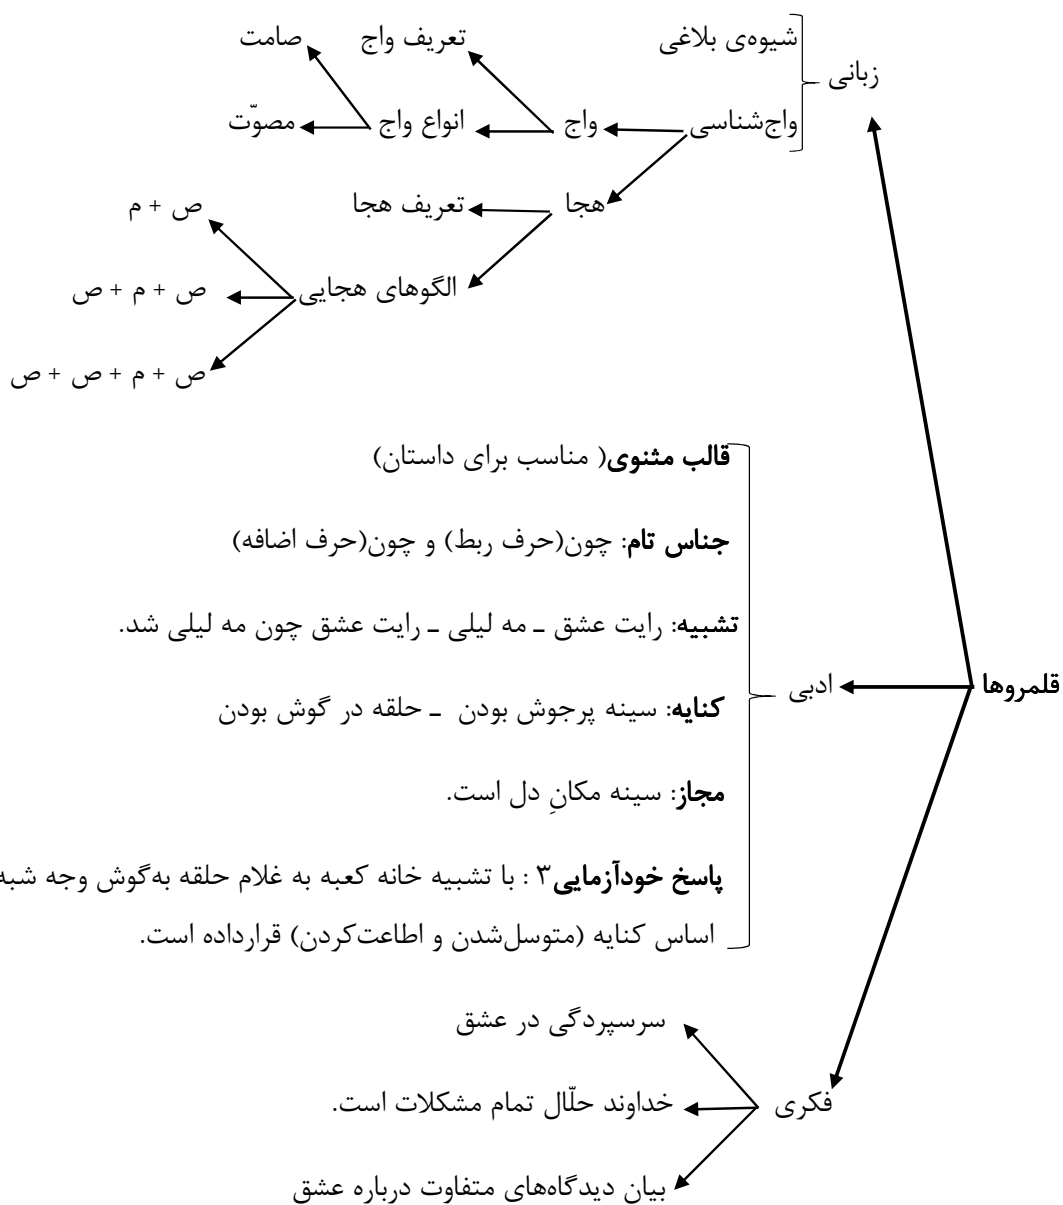 شیوه‌ی بلاغی
تعریف واج
صامت
زبانی
واج‌شناسی
واج
انواع واج
مصوّت
هجا
تعریف هجا
ص + م
الگوهای هجایی
ص + م + ص
ص + م + ص + ص
قالب مثنوی( مناسب برای داستان)
جناس تام: چون(حرف ربط) و چون(حرف اضافه)
تشبیه: رایت عشق ـ مه لیلی ـ رایت عشق چون مه لیلی شد.
قلمروها
ادبی
کنایه: سینه پرجوش بودن ـ حلقه در گوش بودن
مجاز: سینه مکانِ دل است.
پاسخ خودآزمایی۳ : با تشبیه خانه کعبه به غلام حلقه به‌گوش وجه شبه
اساس کنایه (متوسل‌شدن و اطاعت‌کردن) قرارداده است.
سرسپردگی در عشق
فکری
خداوند حلّال تمام مشکلات است.
بیان دیدگاه‌های متفاوت درباره عشق